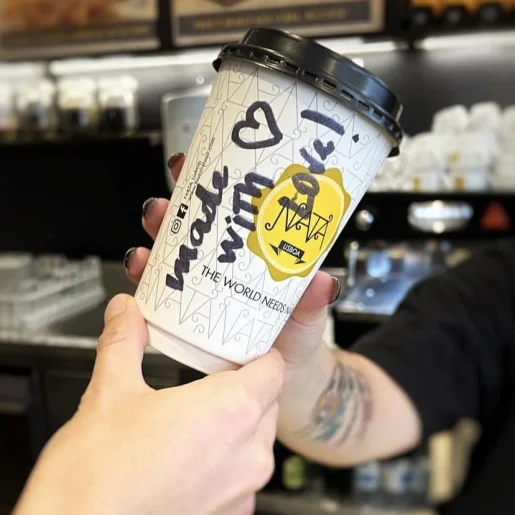 made
with
love!
NATA
LISBOA
THE WORLD NEEDS